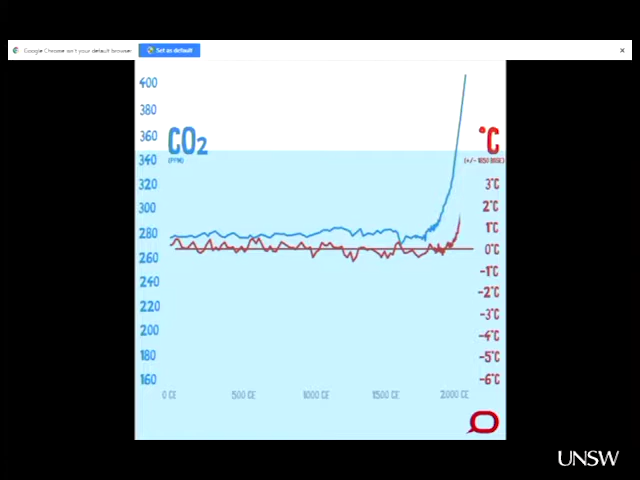 Google Chrome isn't your default browser
Set as default
400
380
360
340
320
300
280
260
240
220
200
180
160
CO2
(PPM)
°C
(+/- 1850 BASE)
3°C
2°C
1°C
0°C
-1°C
-2°C
-3°C
-4°C
-5°C
-6°C
0 CE
500 CE
1000 CE
1500 CE
2000 CE
UNSW